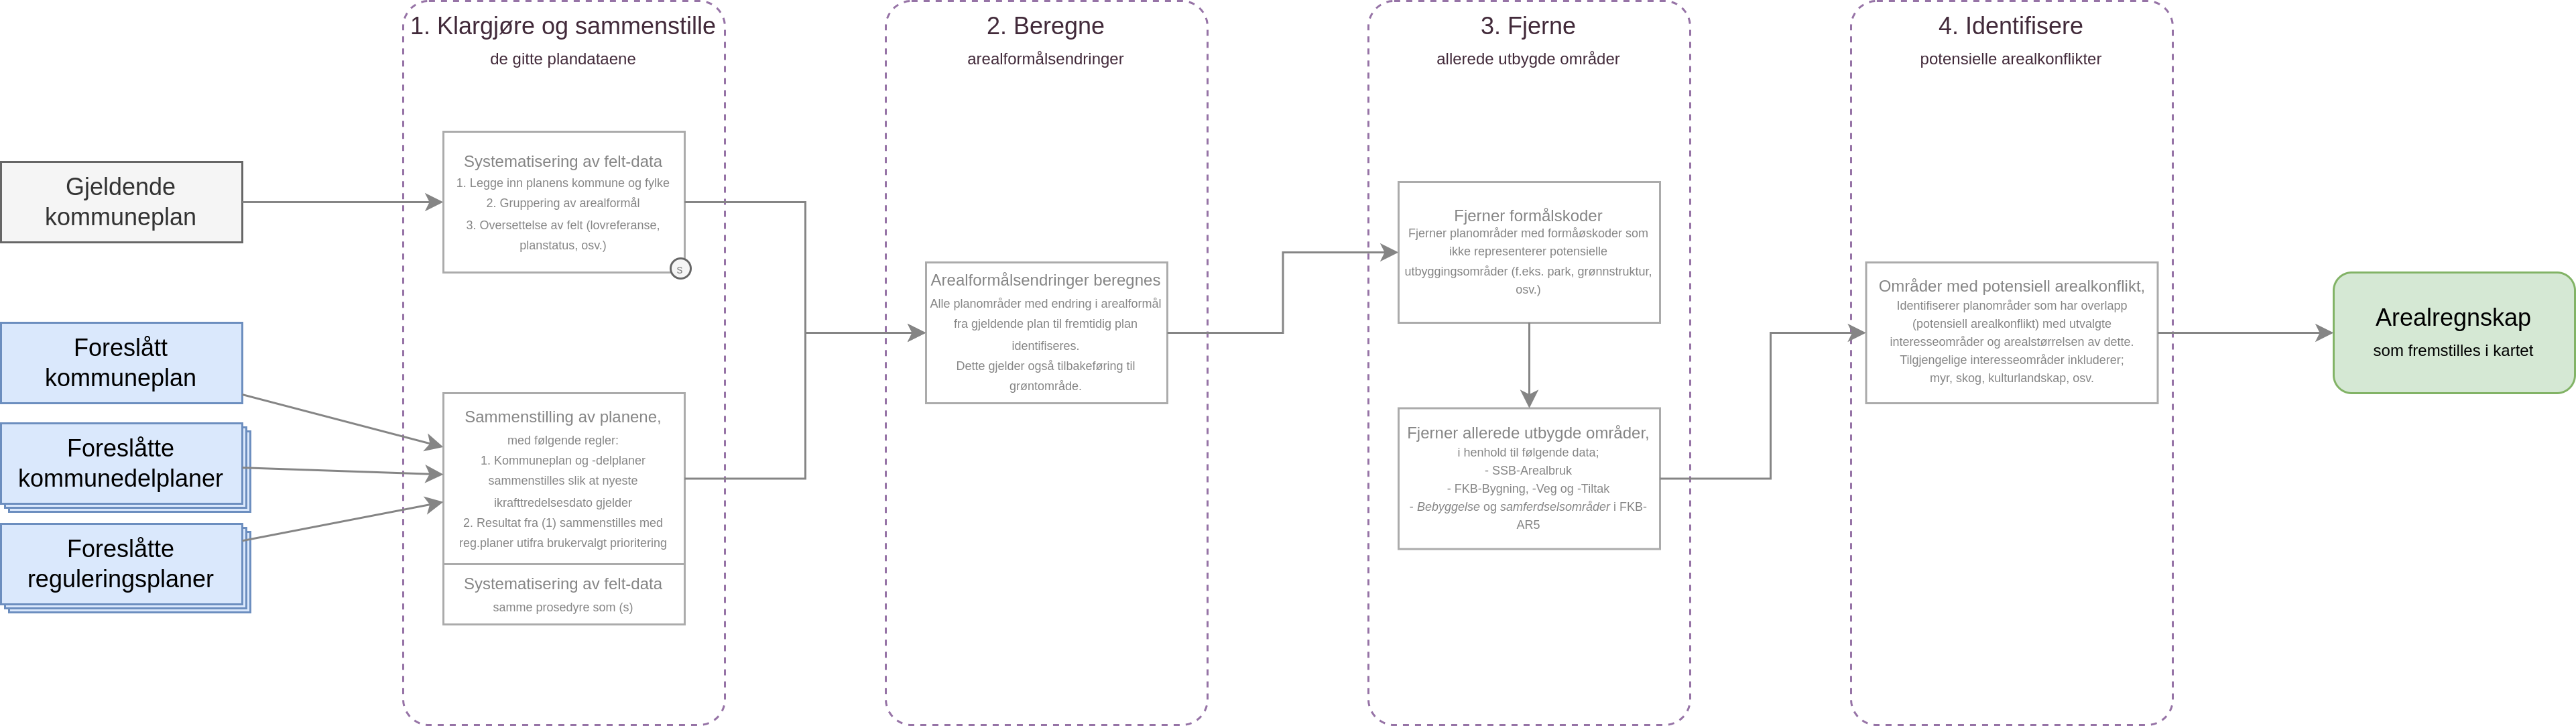 Gjeldende
kommuneplan
Foreslått
kommuneplan
Foreslåtte
kommunedelplaner
Foreslåtte
reguleringsplaner
1. Klargjøre og sammenstille
de gitte plandataene
Systematisering av felt-data
1. Legge inn planens kommune og fylke
2. Gruppering av arealformål
3. Oversettelse av felt (lovreferanse,
planstatus, osv.)
s
Sammenstilling av planene,
med følgende regler:
1. Kommuneplan og -delplaner
sammenstilles slik at nyeste
ikrafttredelsesdato gjelder
2. Resultat fra (1) sammenstilles med
reg.planer utifra brukervalgt prioritering
Systematisering av felt-data
samme prosedyre som (s)
2. Beregne
arealformålsendringer
Arealformålsendringer beregnes
Alle planområder med endring i arealformål
fra gjeldende plan til fremtidig plan
identifiseres.
Dette gjelder også tilbakeføring til
grøntområde.
3. Fjerne
allerede utbygde områder
Fjerner formålskoder
Fjerner planområder med formåøskoder som
ikke representerer potensielle
utbyggingsområder (f.eks. park, grønnstruktur,
osv.)
Fjerner allerede utbygde områder,
i henhold til følgende data;
- SSB-Arealbruk
- FKB-Bygning, -Veg og -Tiltak
- Bebyggelse og samferdselsområder i FKB-
AR5
4. Identifisere
potensielle arealkonflikter
Områder med potensiell arealkonflikt,
Identifiserer planområder som har overlapp
(potensiell arealkonflikt) med utvalgte
interesseområder og arealstørrelsen av dette.
Tilgjengelige interesseområder inkluderer;
myr, skog, kulturlandskap, osv.
Arealregnskap
som fremstilles i kartet